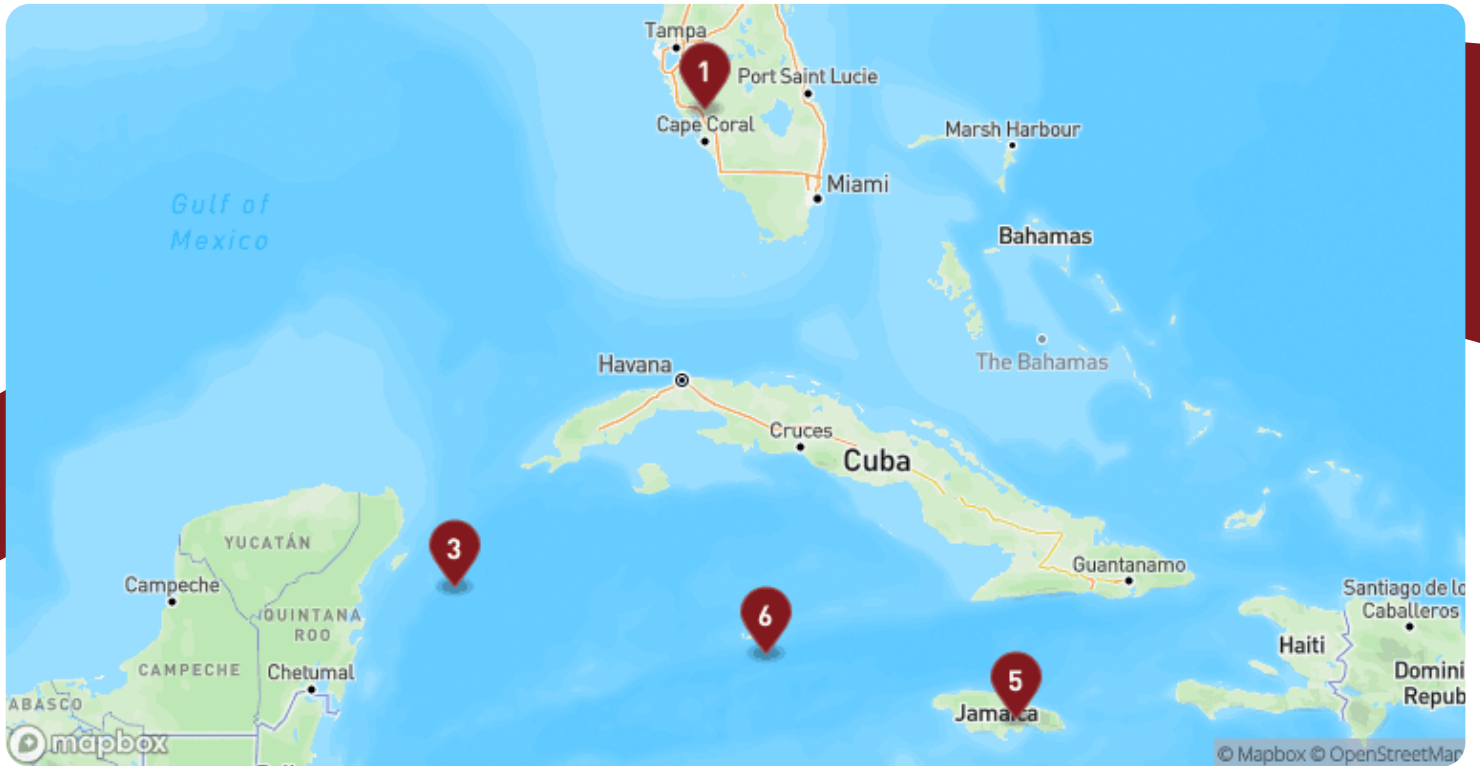 Tampa
1
Port Saint Lucie
Cape Coral
Marsh Harbour
Miami
Gulf of
Mexico
Bahamas
The Bahamas
Havana
Cruces
Cuba
3
YUCATÁN
Campeche
QUINTANA
ROO
Guantanamo
Santiago de lo
Caballeros
6
Haiti
CAMPECHE
Chetumal
5
Domini
Repub
ABASCO
Jamaica
mapbox
© Mapbox © OpenStreetMap